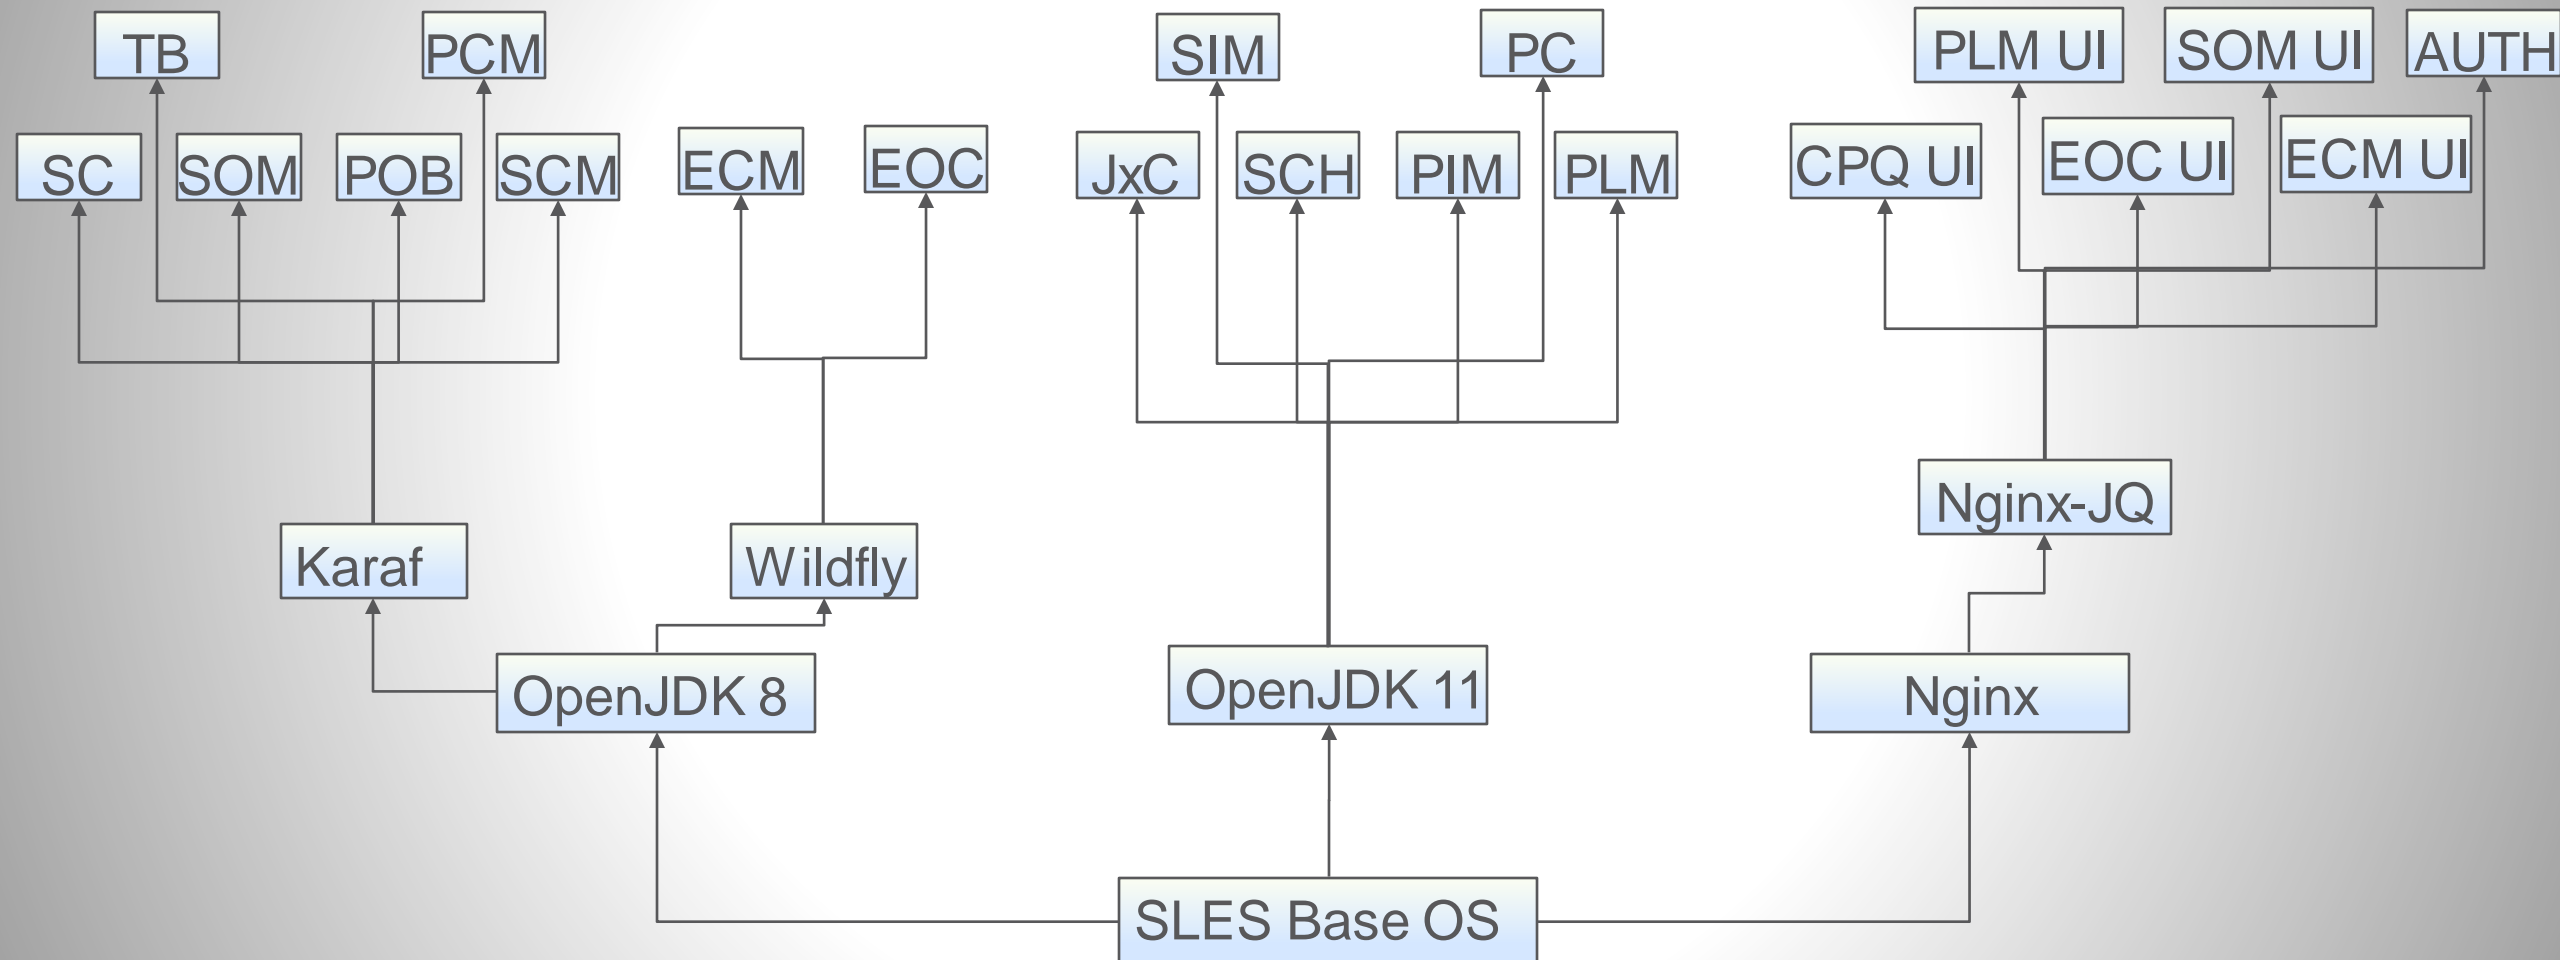 TB
PCM
SIM
PC
PLM UI
SOM UI
AUTH
SC
SOM
POB
SCM
ECM
EOC
JxC
SCH
PIM
PLM
CPQ UI
EOC UI
ECM UI
Nginx-JQ
Karaf
Wildfly
OpenJDK 8
OpenJDK 11
Nginx
SLES Base OS